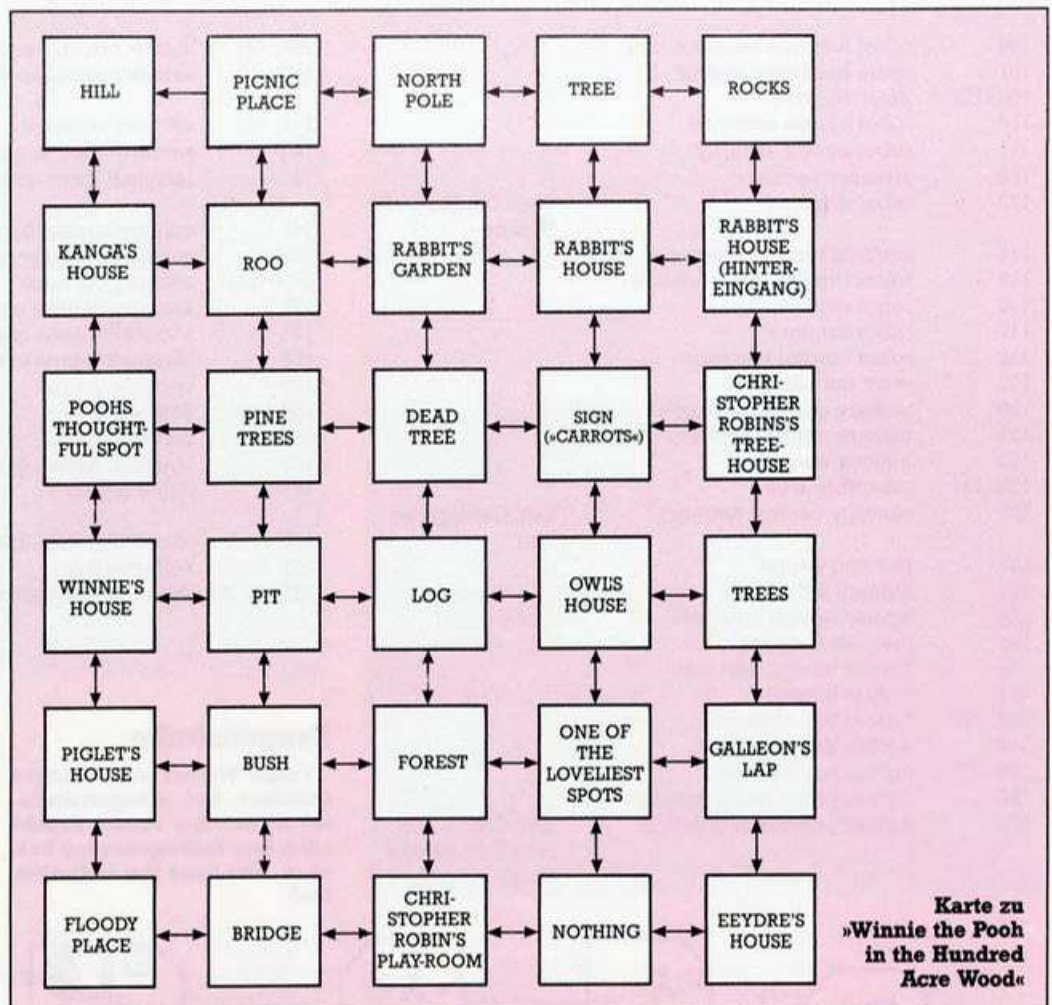 HILL
PICNIC
PLACE
NORTH
POLE
TREE
ROCKS
KANGA'S
HOUSE
ROO
RABBIT'S
GARDEN
RABBIT'S
HOUSE
RABBIT'S
HOUSE
(HINTER-
EINGANG)
POOHS
THOUGHT-
FUL SPOT
PINE
TREES
DEAD
TREE
SIGN
(»CARROTS«)
CHRI-
STOPHER
ROBINS'S
TREE-
HOUSE
WINNIE'S
HOUSE
PIT
LOG
OWL'S
HOUSE
TREES
PIGLET'S
HOUSE
BUSH
FOREST
ONE OF
THE
LOVELIEST
SPOTS
GALLEON'S
LAP
FLOODY
PLACE
BRIDGE
CHRI-
STOPHER
ROBIN'S
PLAY-ROOM
NOTHING
EEYDRE'S
HOUSE
Karte zu
»Winnie the Pooh
in the Hundred
Acre Wood«